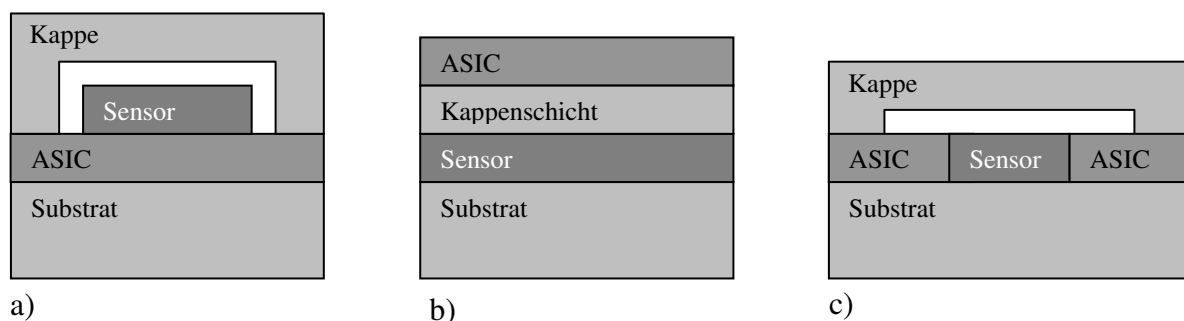 Kappe
Sensor
ASIC
Substrat
a)
ASIC
Kappenschicht
Sensor
Substrat
b)
Kappe
ASIC Sensor ASIC
Substrat
c)